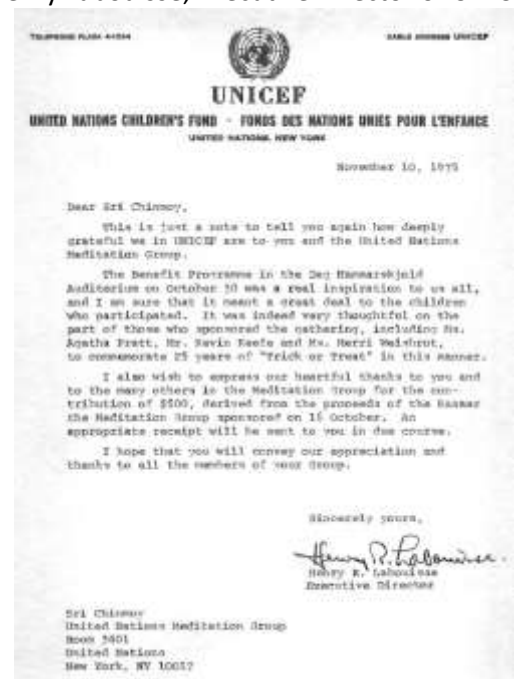 TELEPHONE PLAZA
CABLE ADDRESS UNICEF
UNICEF
UNITED NATIONS CHILDREN'S FUND - FONDS DES NATIONS UNIES POUR L'ENFANCE
UNITED NATIONS, NEW YORK
November 10, 1975
Dear Sri Chinmoy,
This is just a note to tell you again how deeply
grateful we in UNICEF are to you and the United Nations
Meditation Group.
The Benefit Programme in the Dag Hammarskjold
Auditorium on October 30 was a real inspiration to us all,
and I am sure that it meant a great deal to the children
who participated. It was indeed very thoughtful on the
part of those who sponsored the gathering, including Ms.
Agatha Pratt, Mr. Kevin Keefe and Ms. Merri Weisbrot,
to commemorate 25 years of "Trick or Treat" in this manner.
I also wish to express our heartful thanks to you and
to the many others in the Meditation Group for the con-
tribution of $500, derived from the proceeds of the Bazaar
the Meditation Group sponsored on 16 October. An
appropriate receipt will be sent to you in due course.
I hope that you will convey our appreciation and
thanks to all the members of your Group.
Sincerely yours,
Henry R. Labouisse.
Henry R. Labouisse
Executive Director
Sri Chinmoy
United Nations Meditation Group
Room
United Nations
New York, NY 10017